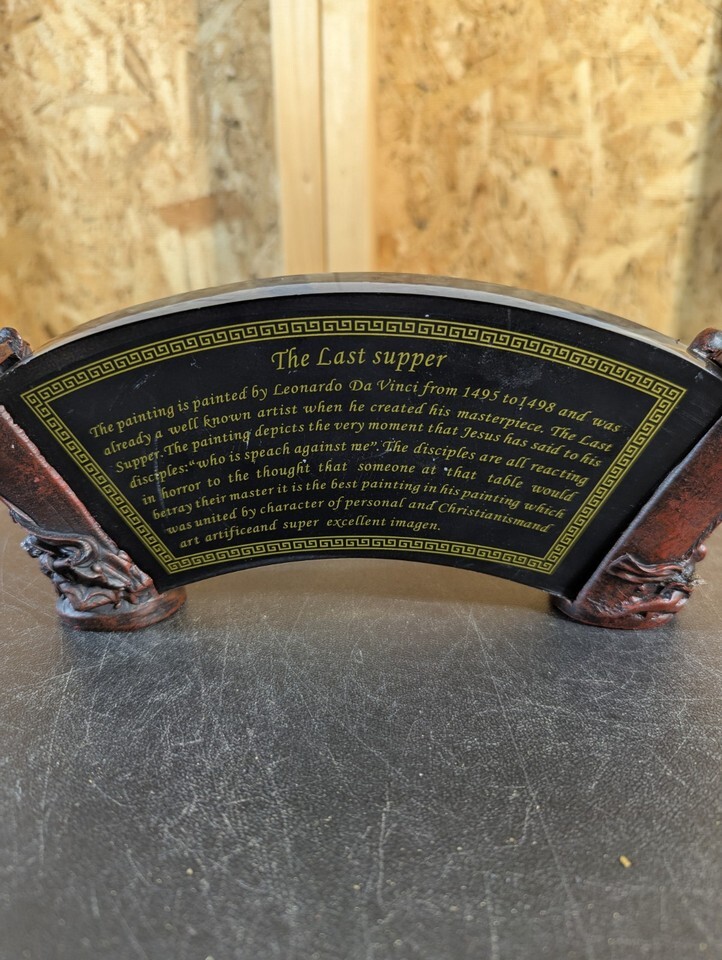 The Last supper
The painting is painted by Leonardo Da Vinci from 1495 to1498 and was
already a well known artist when he created his masterpiece. The Last
Supper. The painting depicts the very moment that Jesus has said to his
disciples:“who is speach against me”. The disciples are all reacting
in horror to the thought that someone at that table would
betray their master it is the best painting in his painting which
was united by character of personal and Christianismand
art artificeand super excellent imagen.